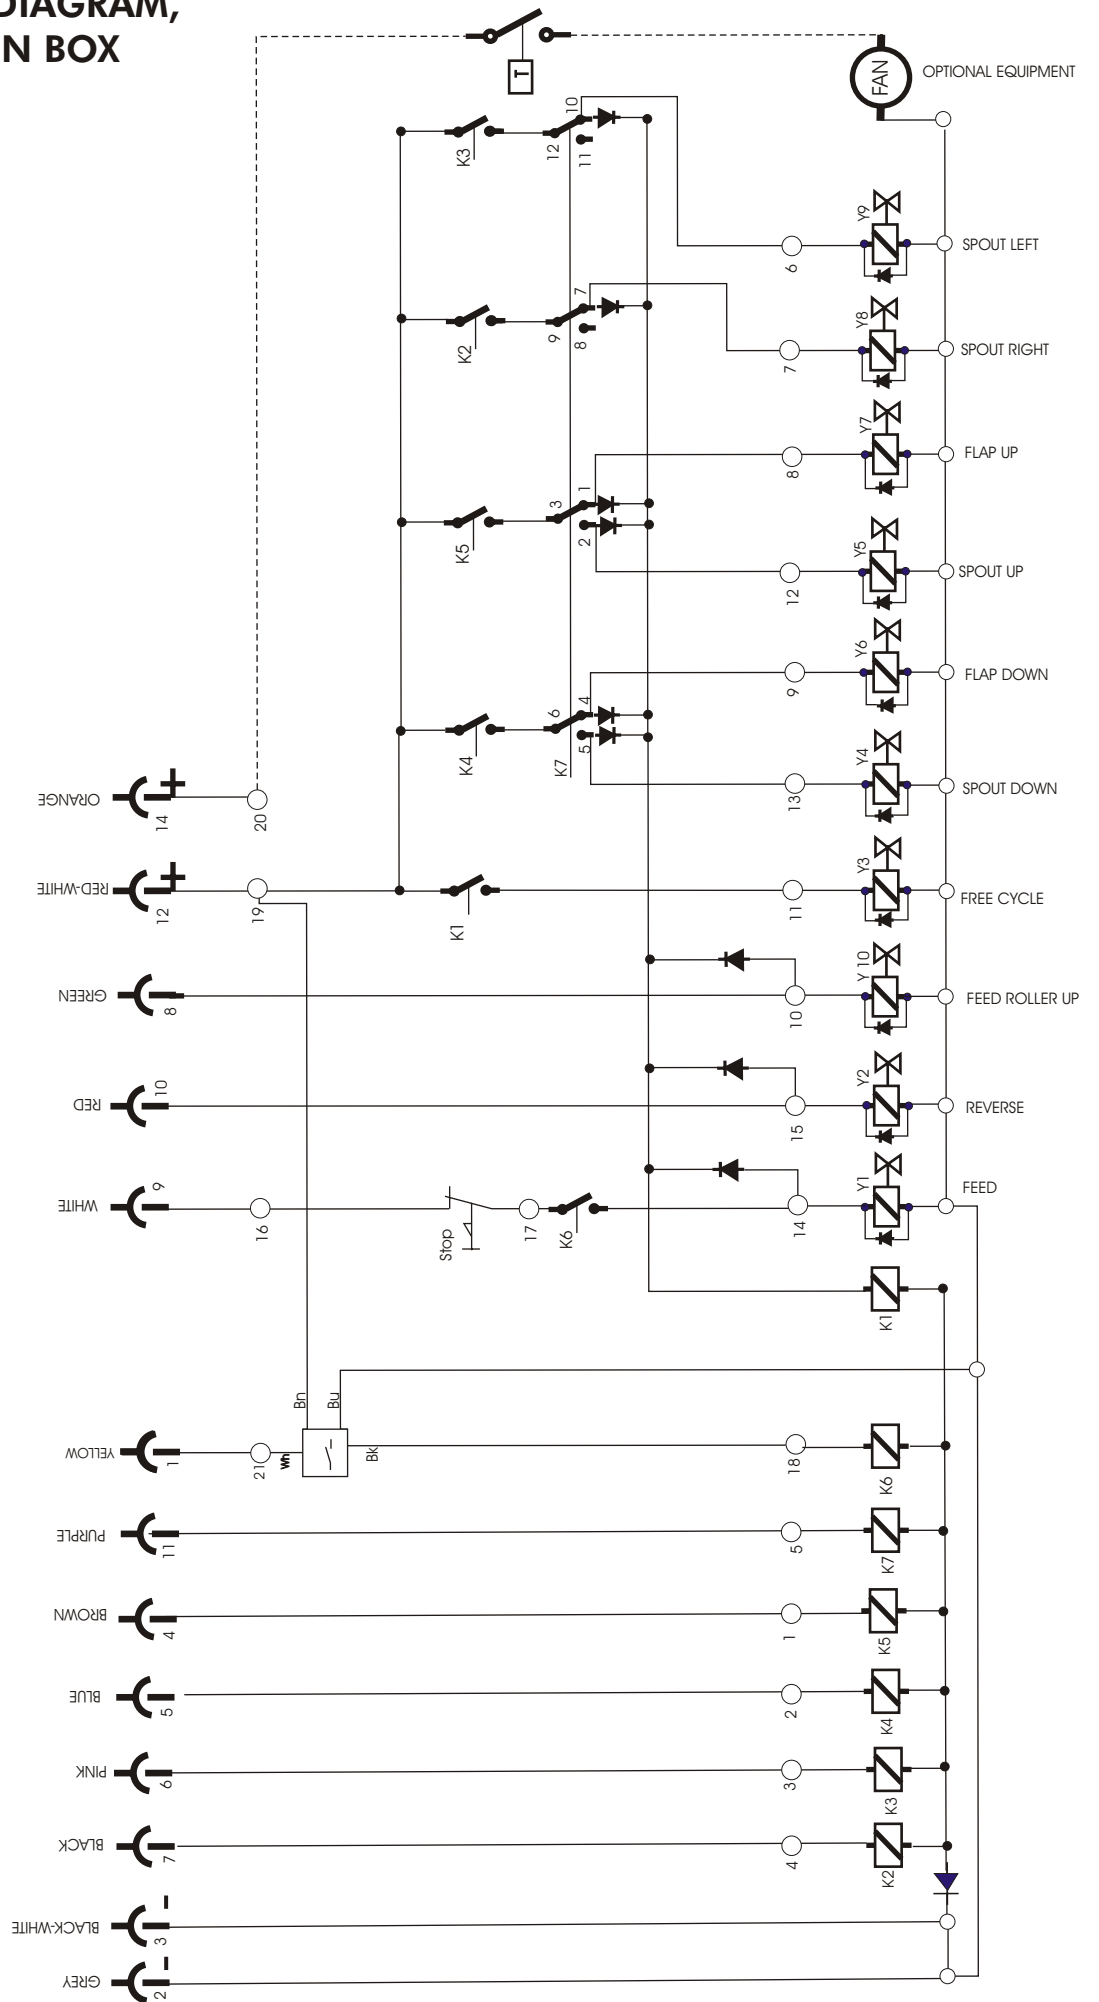 DIAGRAM,
N BOX
T
FAN
OPTIONAL EQUIPMENT
K3
12
10
11
6
Y9
SPOUT LEFT
K2
9
7
8
7
Y8
SPOUT RIGHT
K5
3
1
2
8
Y7
FLAP UP
12
Y5
SPOUT UP
K4
6
4
5
K7
9
Y6
FLAP DOWN
13
Y4
SPOUT DOWN
ORANGE
14
+
20
RED-WHITE
12
+
19
K1
11
Y3
FREE CYCLE
GREEN
8
10
Y10
FEED ROLLER UP
RED
10
15
Y2
REVERSE
WHITE
9
16
Stop
17
K6
14
Y1
FEED
K1
Bn
Bu
YELLOW
1
21
Wh
Bk
18
K6
PURPLE
11
5
K7
BROWN
4
1
K5
BLUE
5
2
K4
PINK
6
3
K3
BLACK
7
4
K2
BLACK-WHITE
3
-
GREY
2
-